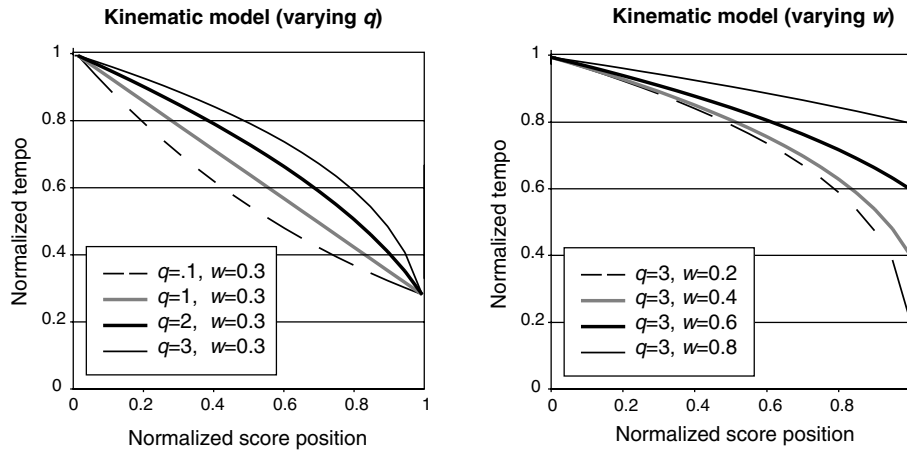 Kinematic model (varying q)
Normalized tempo
1
0.8
0.6
0.4
0.2
0
q=.1, w=0.3
q=1, w=0.3
q=2, w=0.3
q=3, w=0.3
0 0.2 0.4 0.6 0.8 1
Normalized score position
Kinematic model (varying w)
Normalized tempo
1
0.8
0.6
0.4
0.2
0
q=3, w=0.2
q=3, w=0.4
q=3, w=0.6
q=3, w=0.8
0 0.2 0.4 0.6 0.8
Normalized score position